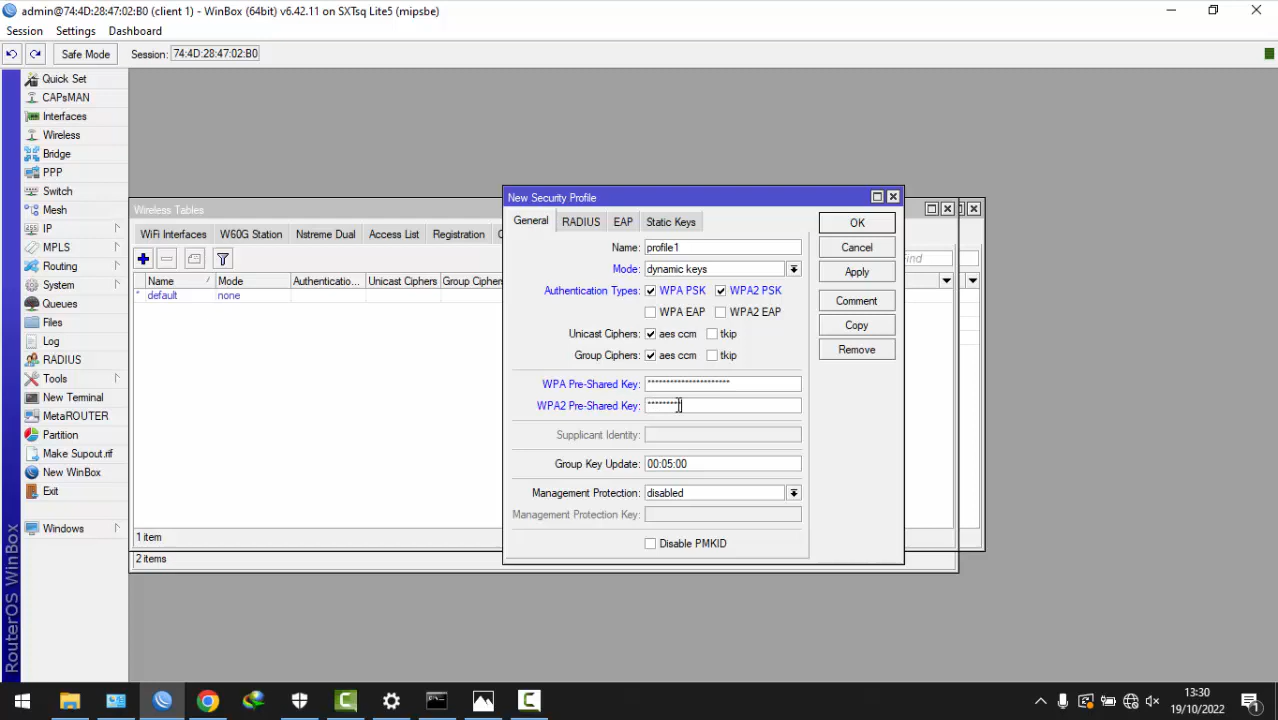 admin@74:4D:28:47:02:B0 (client 1) - WinBox (64bit) v6.42.11 on SXTsq Lite5 (mipsbe)
Session Settings Dashboard
Safe Mode Session: 74:4D:28:47:02:B0
Quick Set
CAPsMAN
Interfaces
Wireless
Bridge
PPP
Switch
Mesh
IP
MPLS
Routing
System
Queues
Files
Log
RADIUS
Tools
New Terminal
MetaROUTER
Partition
Make Supout.rif
New WinBox
Exit
Windows
RouterOS WinBox
Wireless Tables
WiFi Interfaces W60G Station Nstreme Dual Access List Registration
Find
Name Mode Authenticatio... Unicast Ciphers Group Ciphers
* default none
1 item
2 items
New Security Profile
General RADIUS EAP Static Keys
Name: profile1
Mode: dynamic keys
Authentication Types: WPA PSK WPA2 PSK
WPA EAP WPA2 EAP
Unicast Ciphers: aes ccm tkip
Group Ciphers: aes ccm tkip
WPA Pre-Shared Key: **********************
WPA2 Pre-Shared Key: *********
Supplicant Identity:
Group Key Update: 00:05:00
Management Protection: disabled
Management Protection Key:
Disable PMKID
OK
Cancel
Apply
Comment
Copy
Remove
13:30
19/10/2022
1